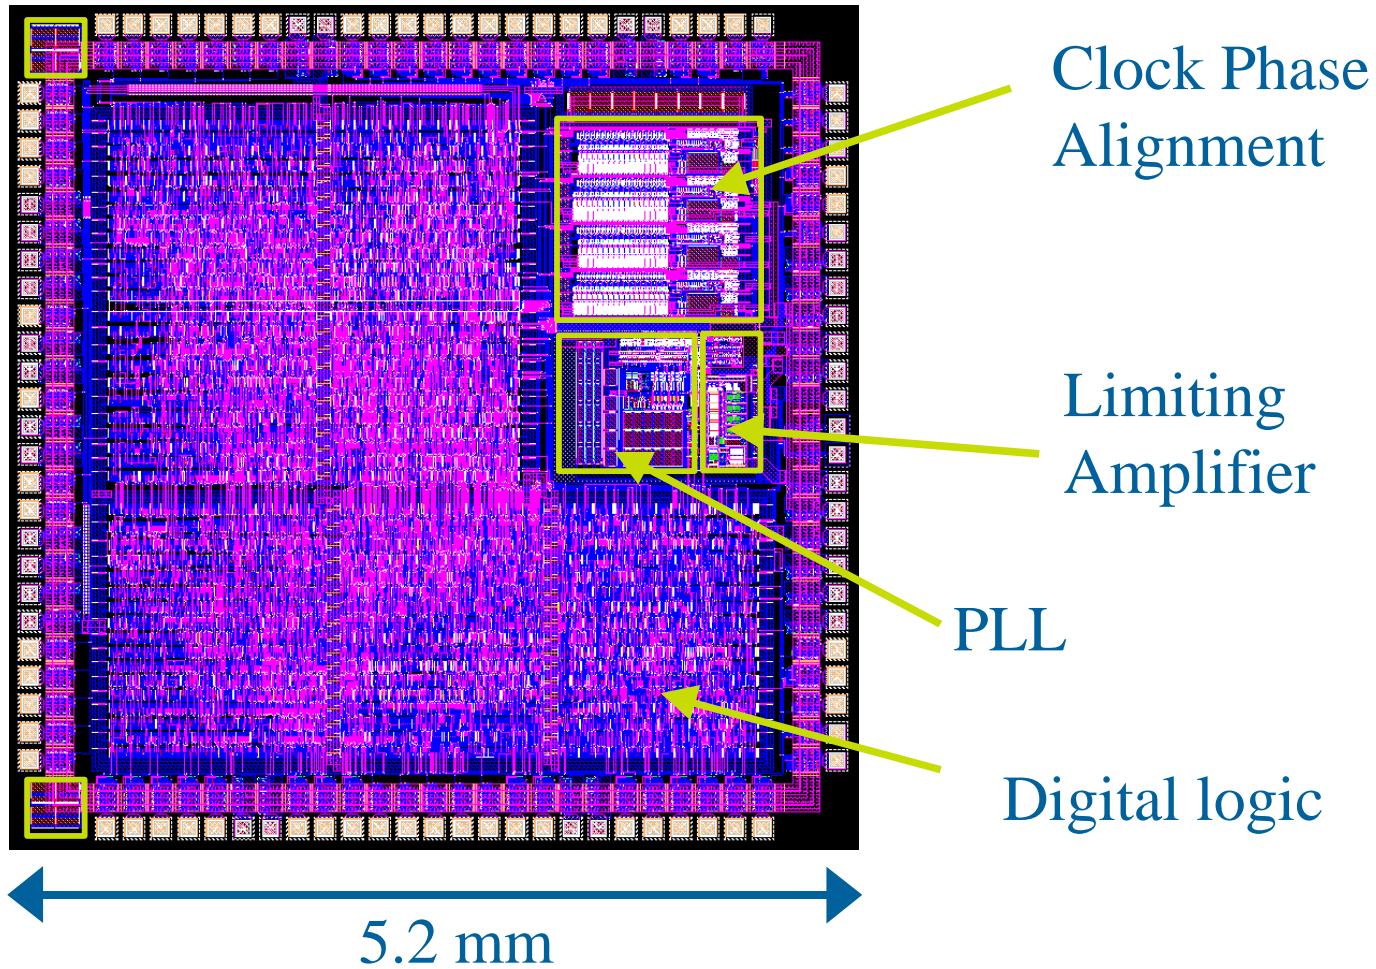 Clock Phase
Alignment
Limiting
Amplifier
PLL
Digital logic
5.2 mm